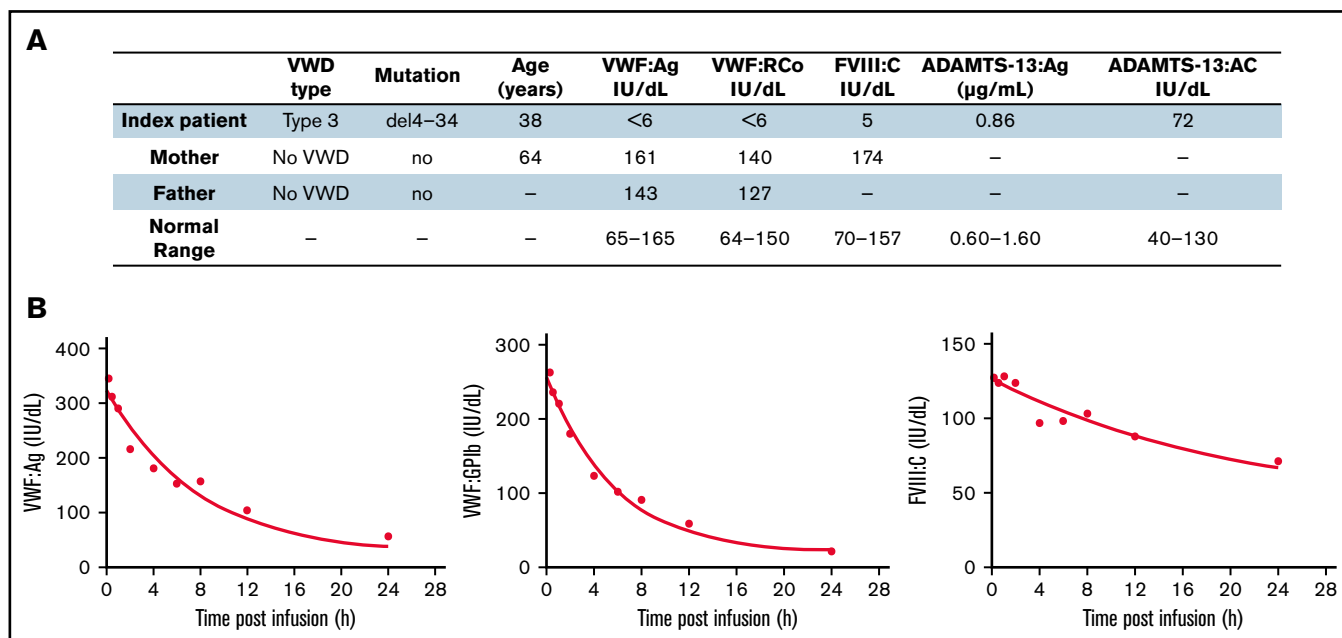 A
VWD type Mutation Age (years) VWF:Ag IU/dL VWF:RCo IU/dL FVIII:C IU/dL ADAMTS-13:Ag (µg/mL) ADAMTS-13:AC IU/dL
Index patient Type 3 del4–34 38 <6 <6 5 0.86 72
Mother No VWD no 64 161 140 174 – –
Father No VWD no – 143 127 – – –
Normal Range – – – 65–165 64–150 70–157 0.60–1.60 40–130
B
VWF:Ag (IU/dL)
400
300
200
100
0
0 4 8 12 16 20 24 28
Time post infusion (h)
VWF:GPIb (IU/dL)
300
200
100
0
0 4 8 12 16 20 24 28
Time post infusion (h)
FVIII:C (IU/dL)
150
100
50
0
0 4 8 12 16 20 24 28
Time post infusion (h)